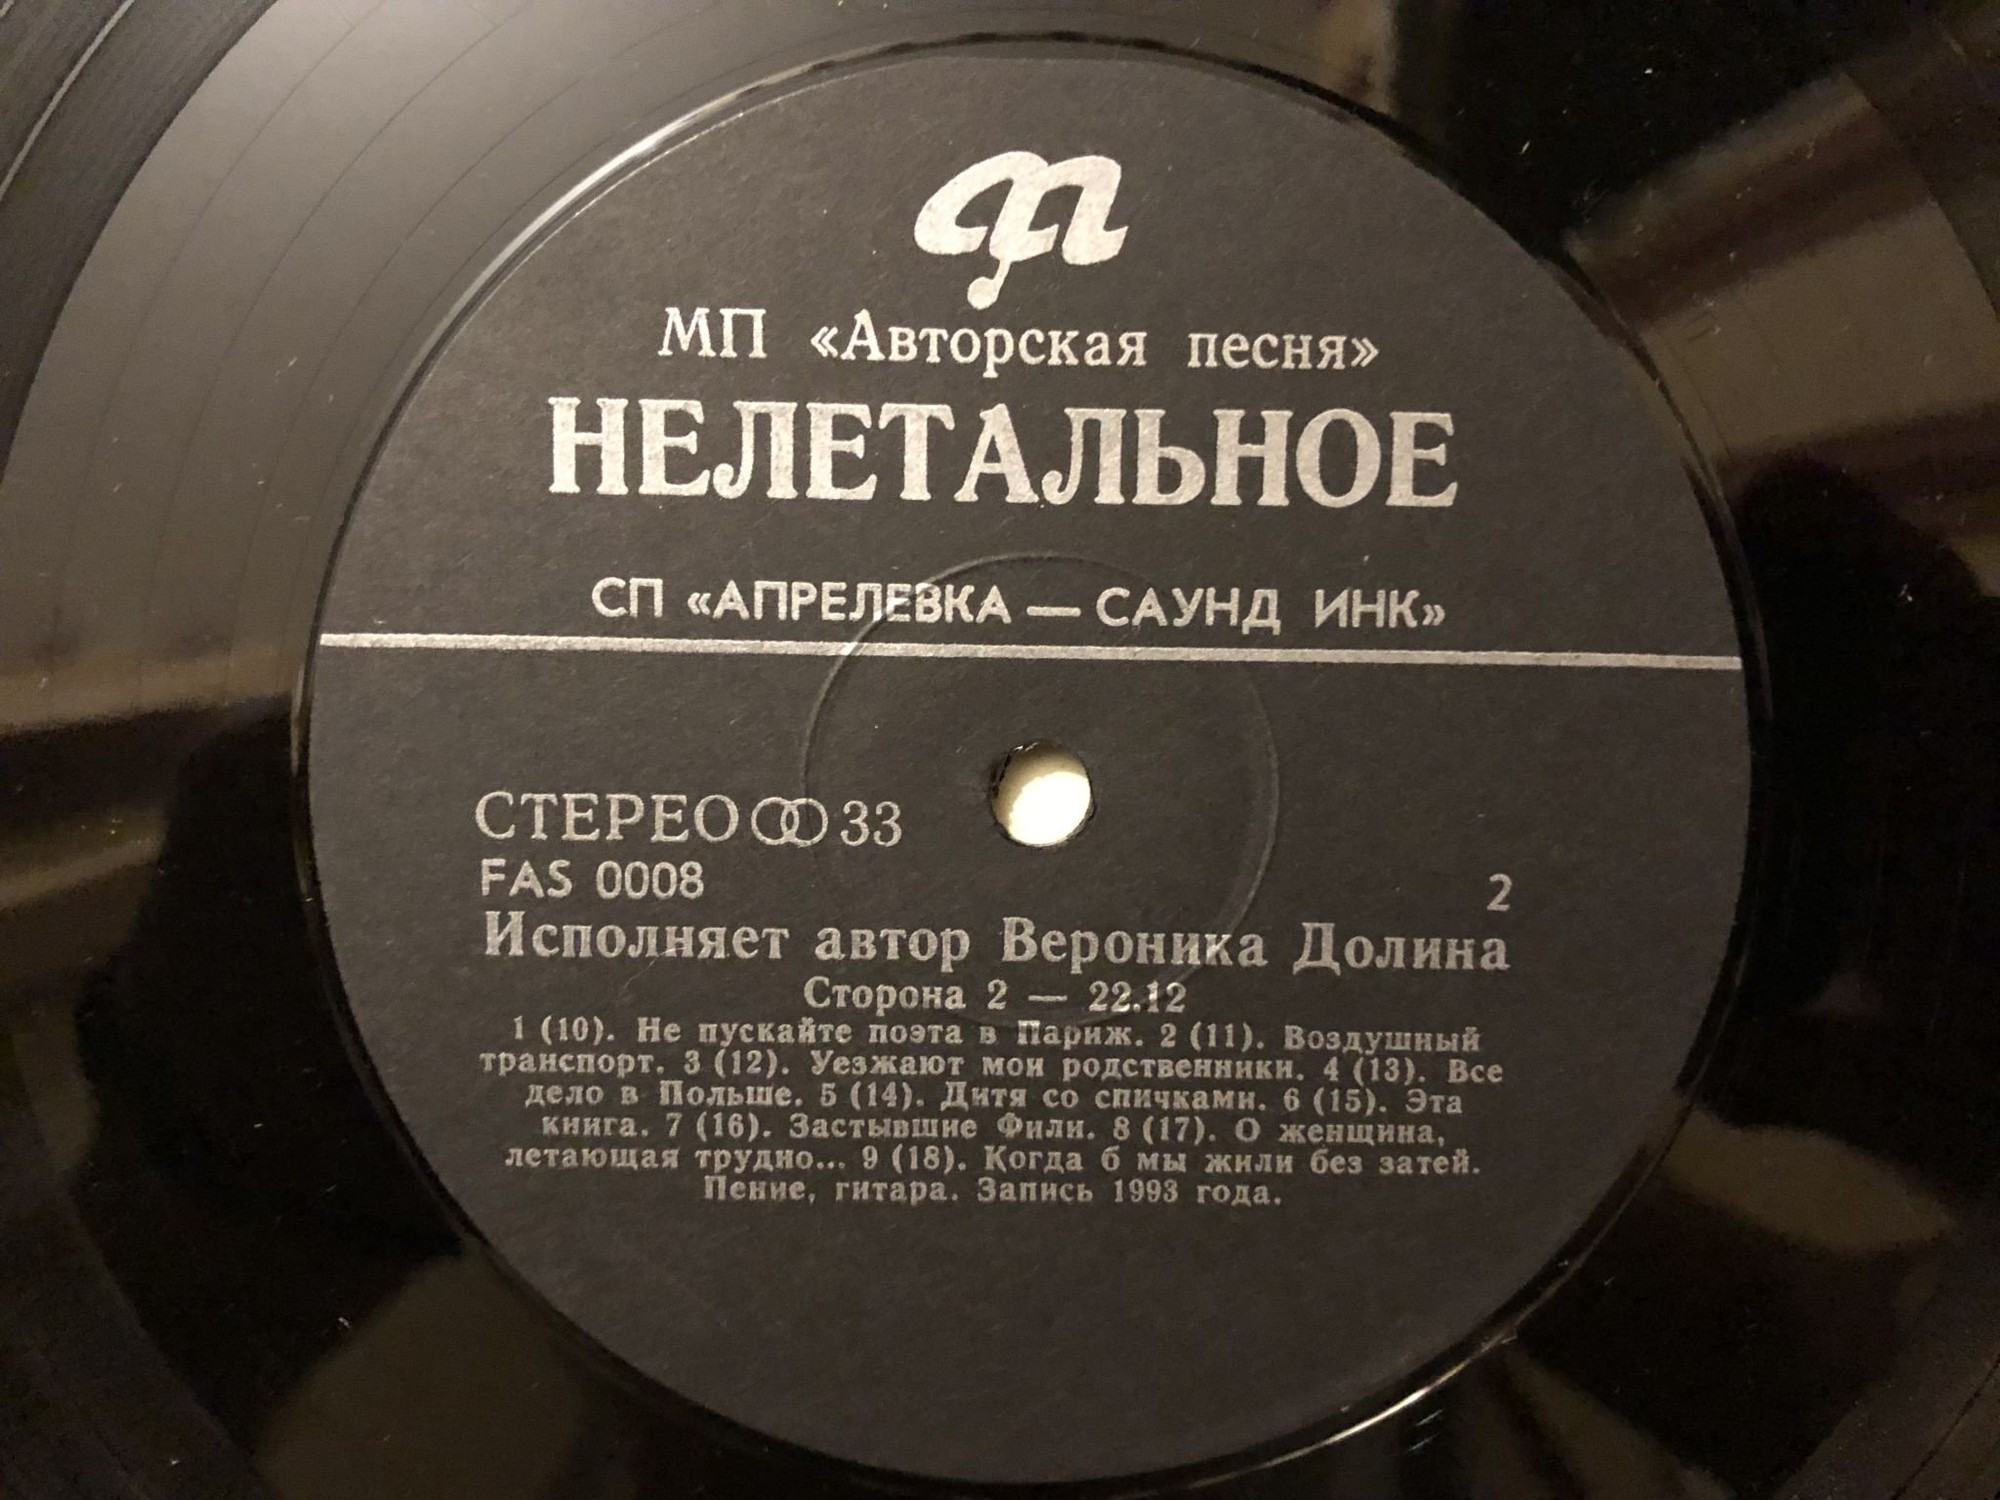 МП «Авторская песня»
НЕЛЕТАЛЬНОЕ
СП «АПРЕЛЕВКА — САУНД ИНК»
СТЕРЕО 33
FAS 0008
2
Исполняет автор Вероника Долина
Сторона 2 — 22.12
1 (10). Не пускайте поэта в Париж. 2 (11). Воздушный
транспорт. 3 (12). Уезжают мои родственники. 4 (13). Все
дело в Польше. 5 (14). Дитя со спичками. 6 (15). Эта
книга. 7 (16). Застывшие Фили. 8 (17). О женщина,
летающая трудно... 9 (18). Когда б мы жили без затей.
Пение, гитара. Запись 1993 года.